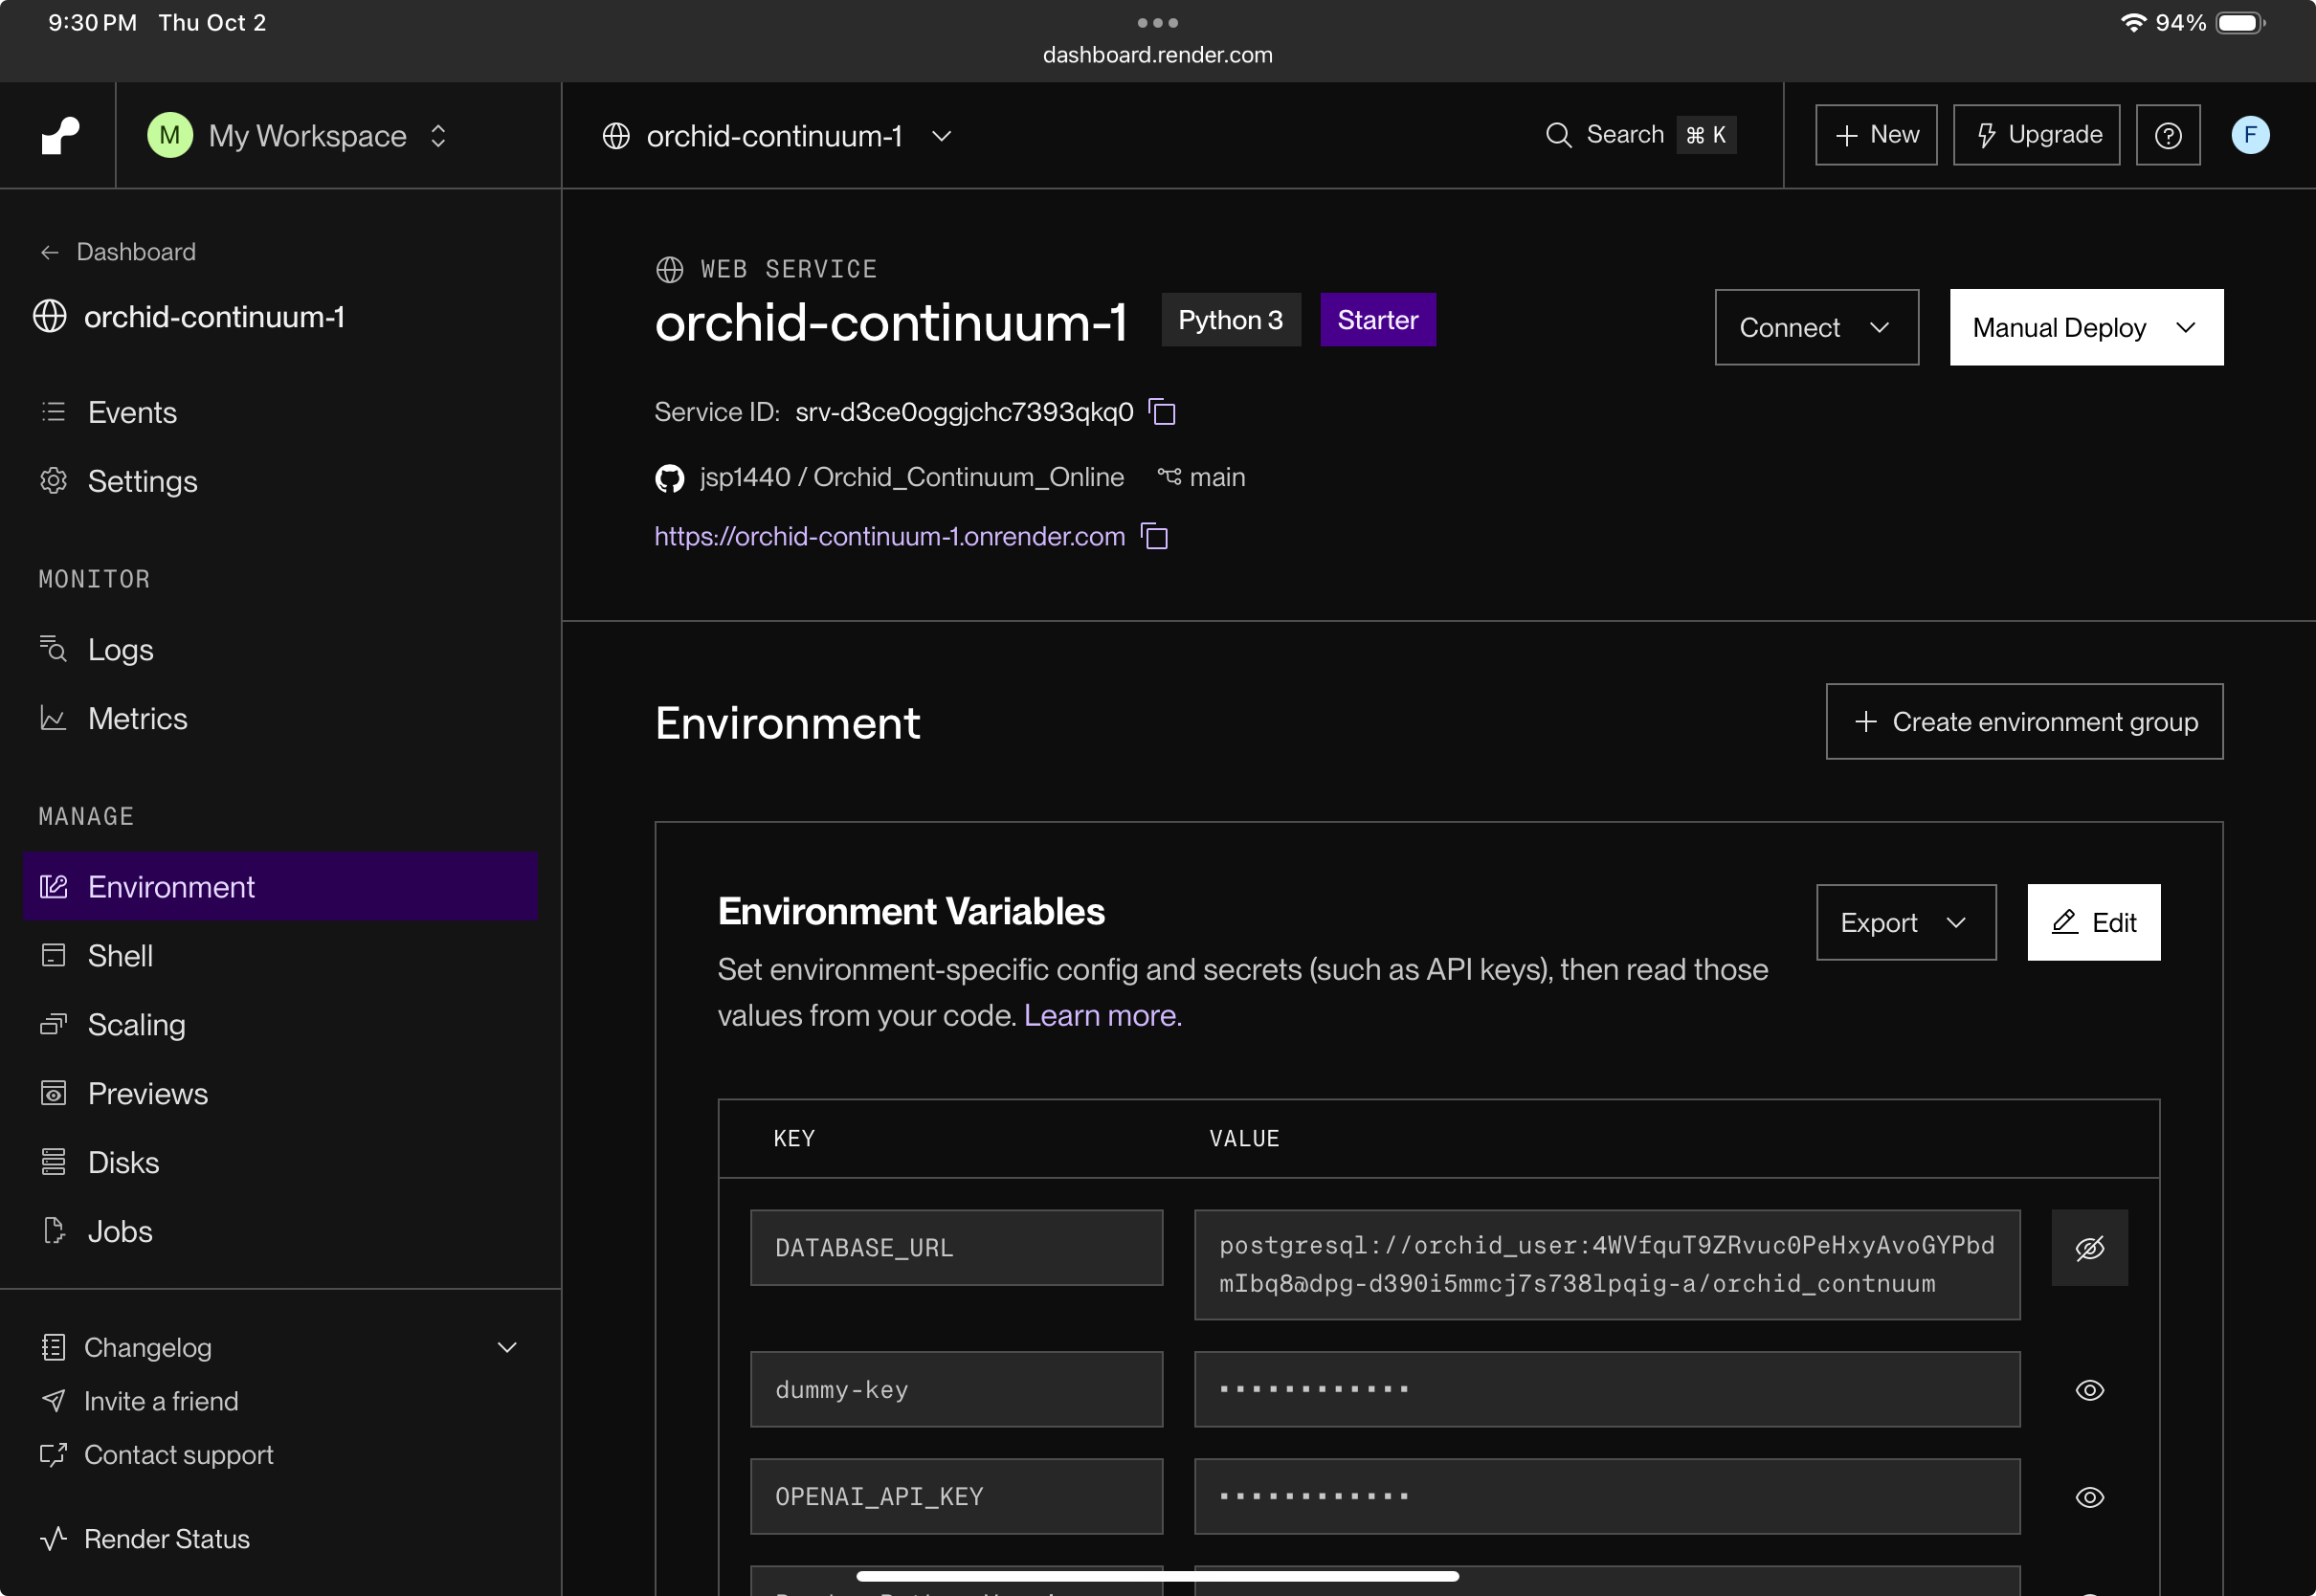 9:30 PM Thu Oct 2
94%
dashboard.render.com
M My Workspace
orchid-continuum-1
Search ⌘ K
+ New
Upgrade
F
← Dashboard
orchid-continuum-1
Events
Settings
MONITOR
Logs
Metrics
MANAGE
Environment
Shell
Scaling
Previews
Disks
Jobs
Changelog
Invite a friend
Contact support
Render Status
WEB SERVICE
orchid-continuum-1 Python 3 Starter
Connect
Manual Deploy
Service ID: srv-d3ce0oggjchc7393qkq0
jsp1440 / Orchid_Continuum_Online main
https://orchid-continuum-1.onrender.com
Environment
+ Create environment group
Environment Variables
Export
Edit
Set environment-specific config and secrets (such as API keys), then read those
values from your code. Learn more.
KEY VALUE
DATABASE_URL
postgresql://orchid_user:4WVfquT9ZRvuc0PeHxyAvoGYPbd
mIbq8@dpg-d390i5mmcj7s738lpqig-a/orchid_contnuum
dummy-key
OPENAI_API_KEY